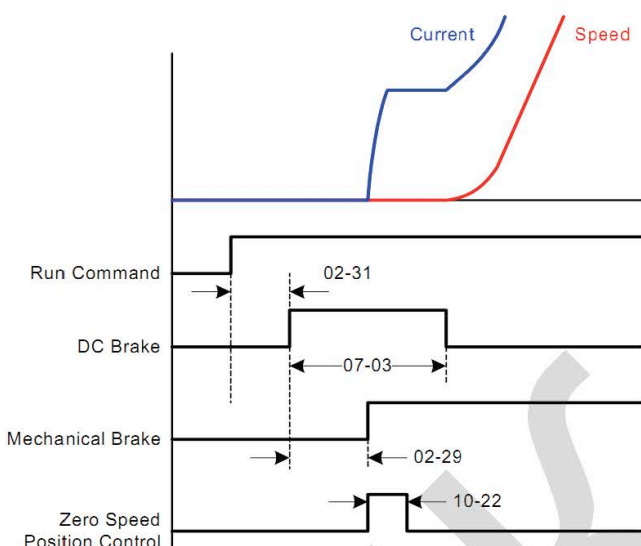 Current
Speed
Run Command
02-31
DC Brake
07-03
Mechanical Brake
02-29
10-22
Zero Speed
Position Control